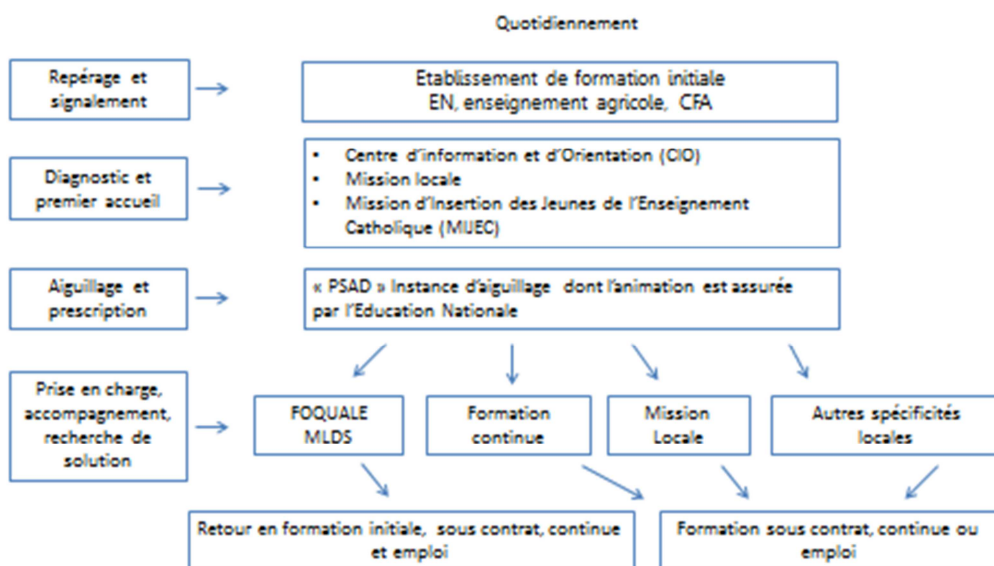 Quotidiennement
Repérage et
signalement
Etablissement de formation initiale
EN, enseignement agricole, CFA
Diagnostic et
premier accueil
• Centre d'information et d'Orientation (CIO)
• Mission locale
• Mission d'Insertion des Jeunes de l'Enseignement
Catholique (MIJEC)
Aiguillage et
prescription
« PSAD » Instance d'aiguillage dont l'animation est assurée
par l'Education Nationale
Prise en charge,
accompagnement,
recherche de
solution
FOQUALE
MLDS
Formation
continue
Mission
Locale
Autres spécificités
locales
Retour en formation initiale, sous contrat, continue
et emploi
Formation sous contrat, continue ou
emploi